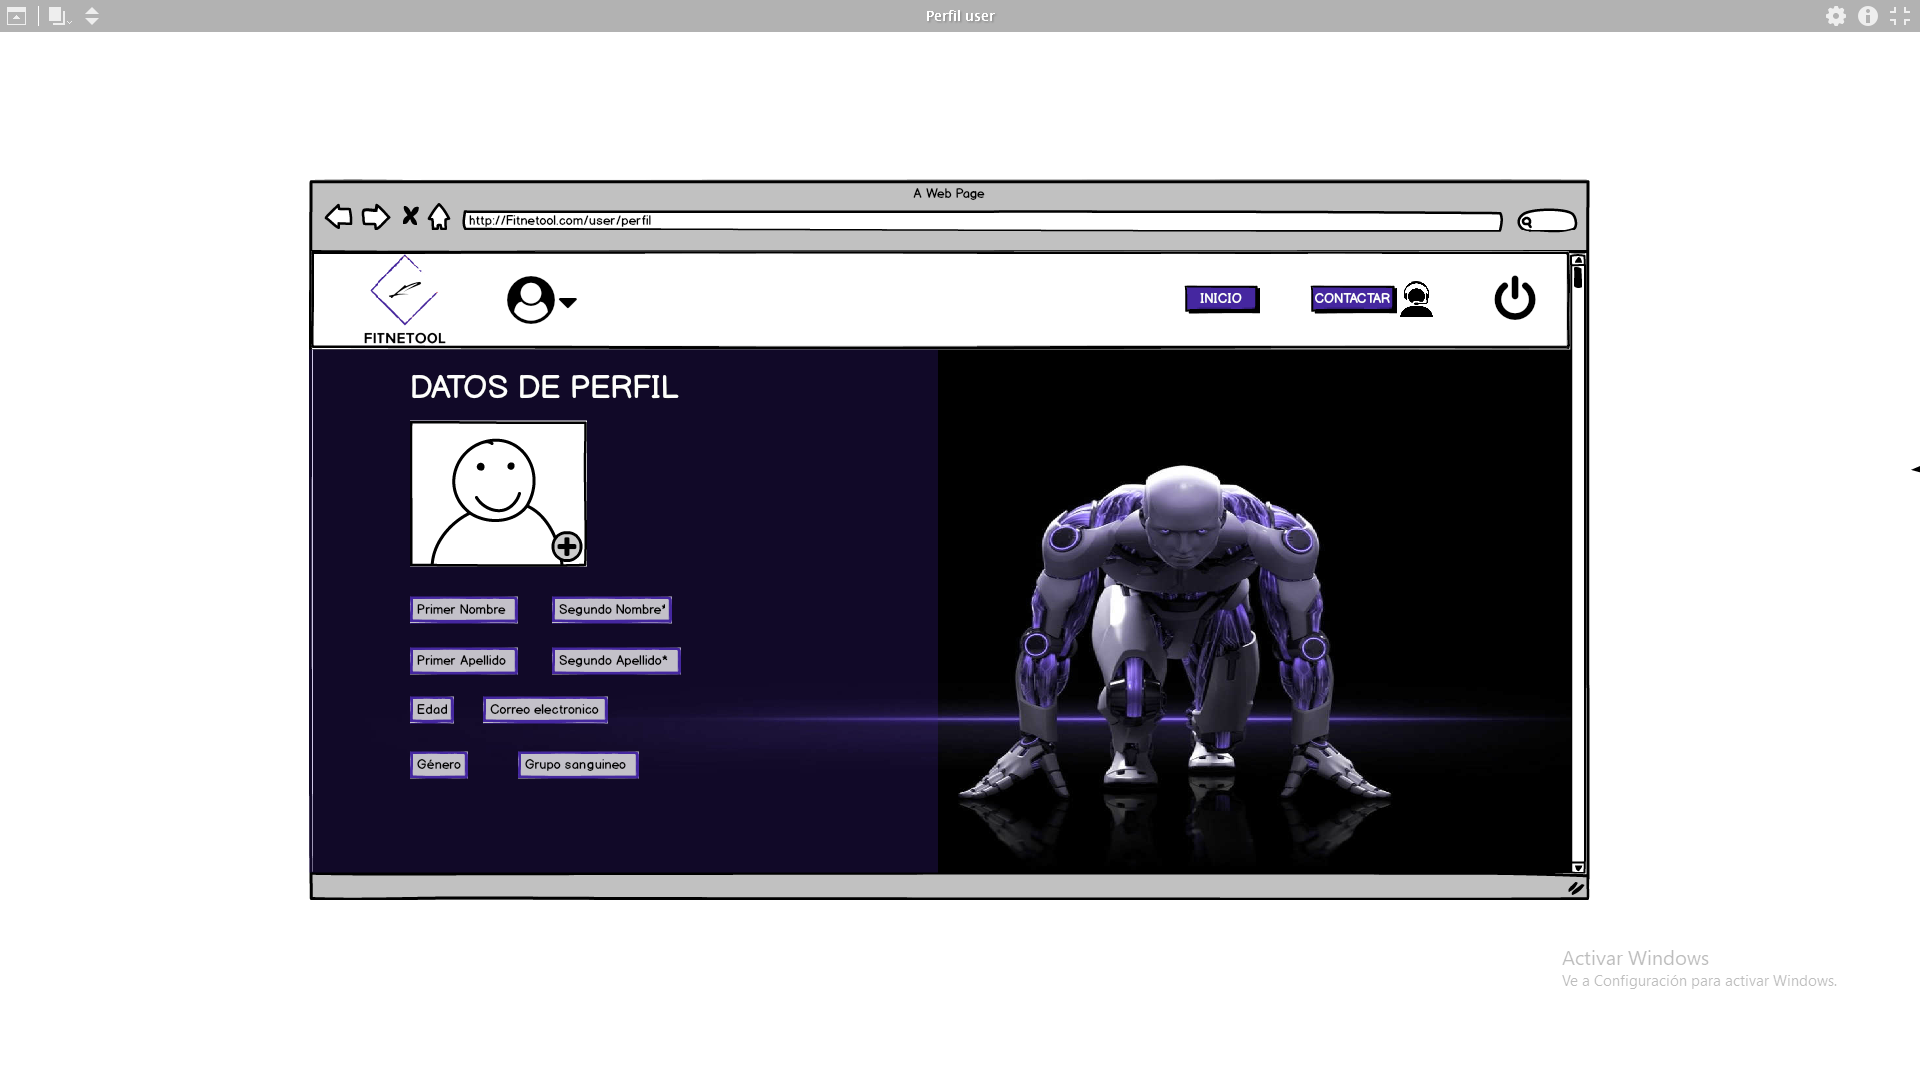 Perfil user
A Web Page
http://Fitnetool.com/user/perfil
FITNETOOL
INICIO
CONTACTAR
DATOS DE PERFIL
Primer Nombre
Segundo Nombre*
Primer Apellido
Segundo Apellido*
Edad
Correo electronico
Género
Grupo sanguineo
Activar Windows
Ve a Configuración para activar Windows.